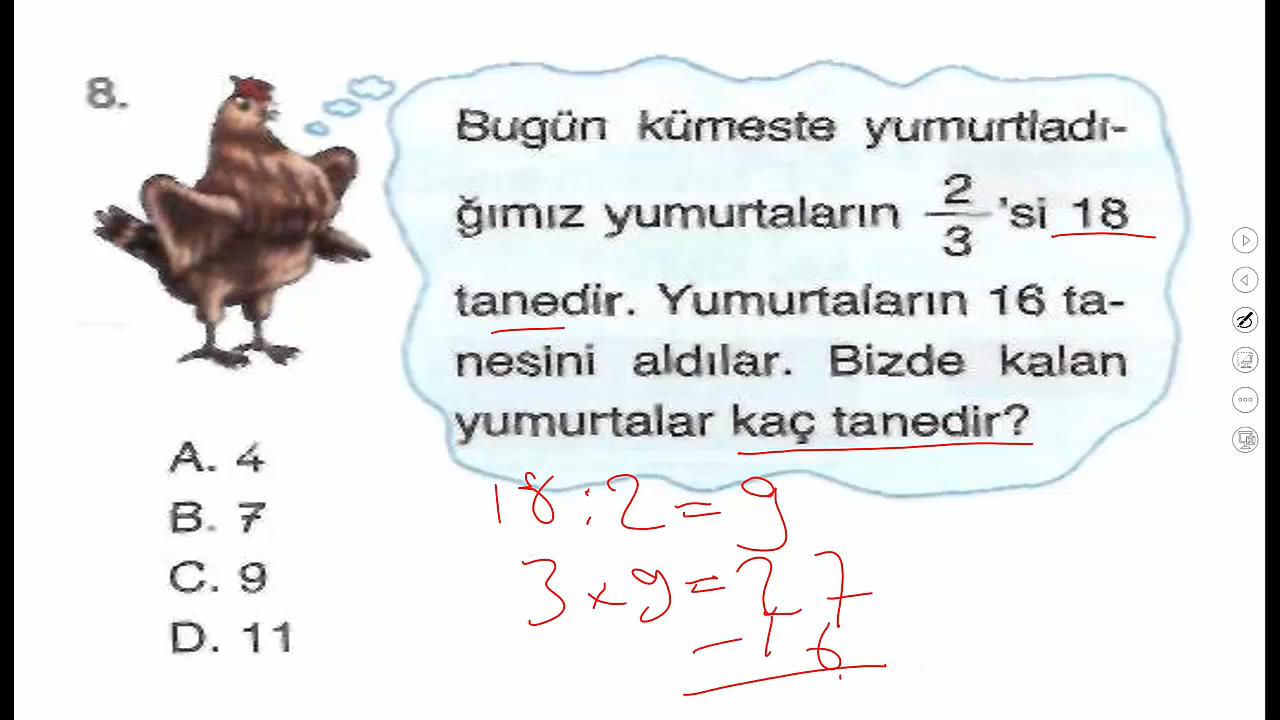 8.
Bugün kümeste yumurtladı-
ğımız yumurtaların 2/3 'si 18
tanedir. Yumurtaların 16 ta-
nesini aldılar. Bizde kalan
yumurtalar kaç tanedir?
A. 4
B. 7
C. 9
D. 11
18 : 2 = 9
3 x 9 = 27
- 16